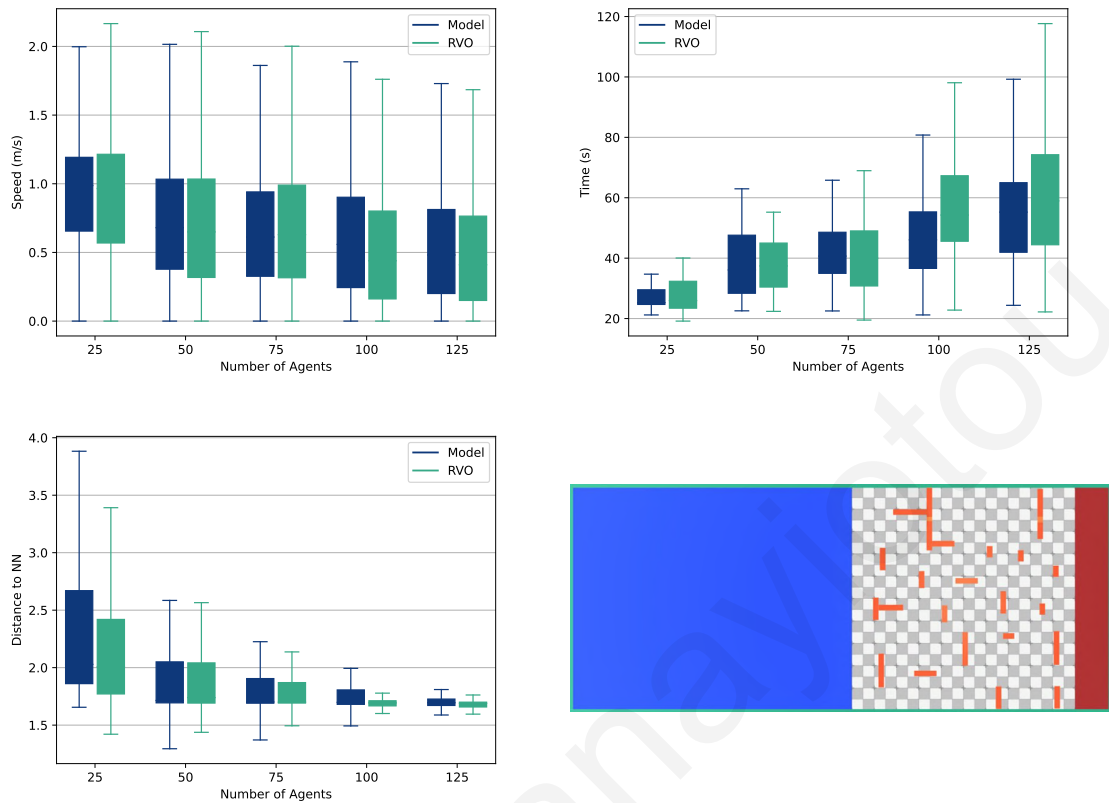 Model
RVO
Speed (m/s)
2.0
1.5
1.0
0.5
0.0
25 50 75 100 125
Number of Agents
Model
RVO
Time (s)
120
100
80
60
40
20
25 50 75 100 125
Number of Agents
Model
RVO
Distance to NN
4.0
3.5
3.0
2.5
2.0
1.5
25 50 75 100 125
Number of Agents